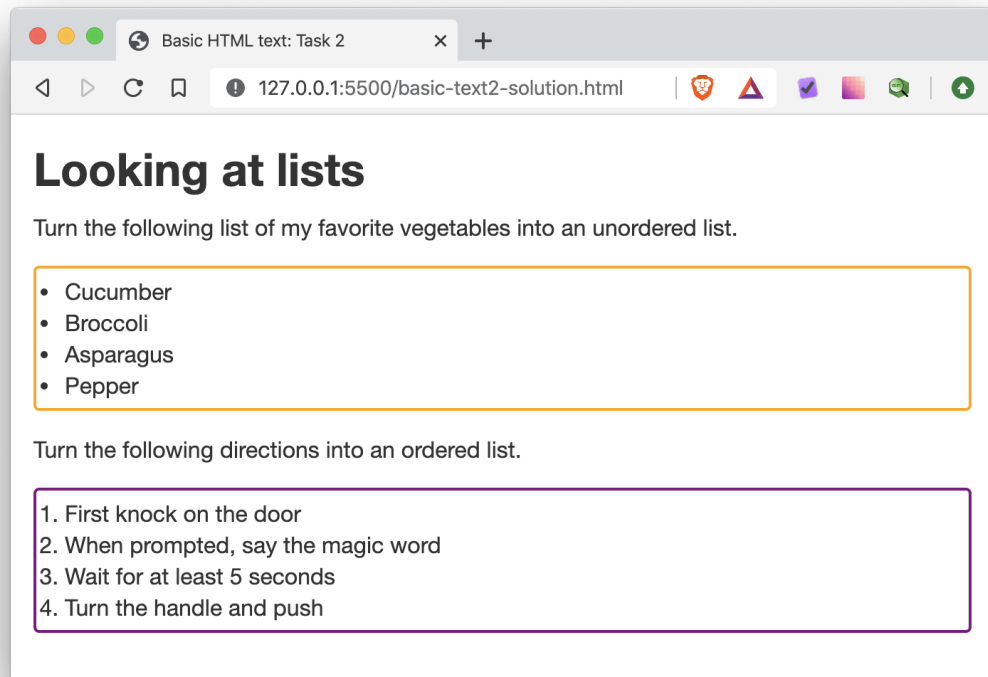 Basic HTML text: Task 2
127.0.0.1:5500/basic-text2-solution.html
Looking at lists
Turn the following list of my favorite vegetables into an unordered list.
• Cucumber
• Broccoli
• Asparagus
• Pepper
Turn the following directions into an ordered list.
1. First knock on the door
2. When prompted, say the magic word
3. Wait for at least 5 seconds
4. Turn the handle and push